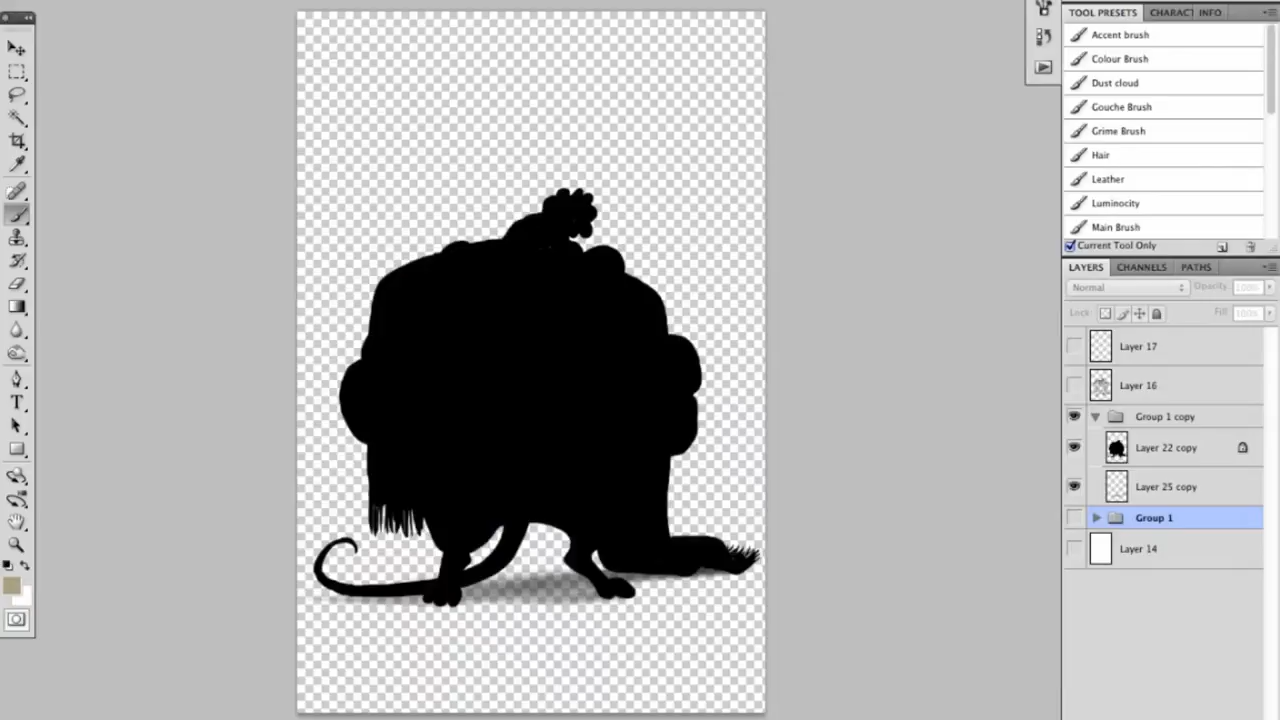 TOOL PRESETS CHARACT INFO
Accent brush
Colour Brush
Dust cloud
Gouche Brush
Grime Brush
Hair
Leather
Luminocity
Main Brush
Current Tool Only
LAYERS CHANNELS PATHS
Normal Opacity: 100%
Lock: Fill: 100%
Layer 17
Layer 16
Group 1 copy
Layer 22 copy
Layer 25 copy
Group 1
Layer 14